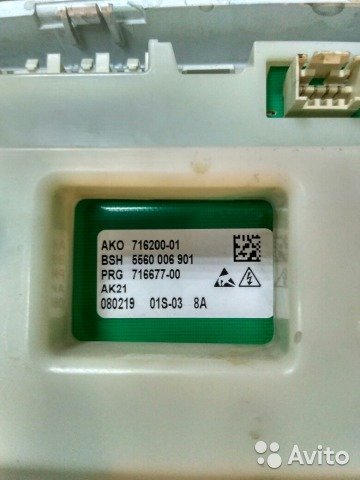 AKO 716200-01
BSH 5560 006 901
PRG 716677-00
AK21
080219 01S-03 8A
Avito